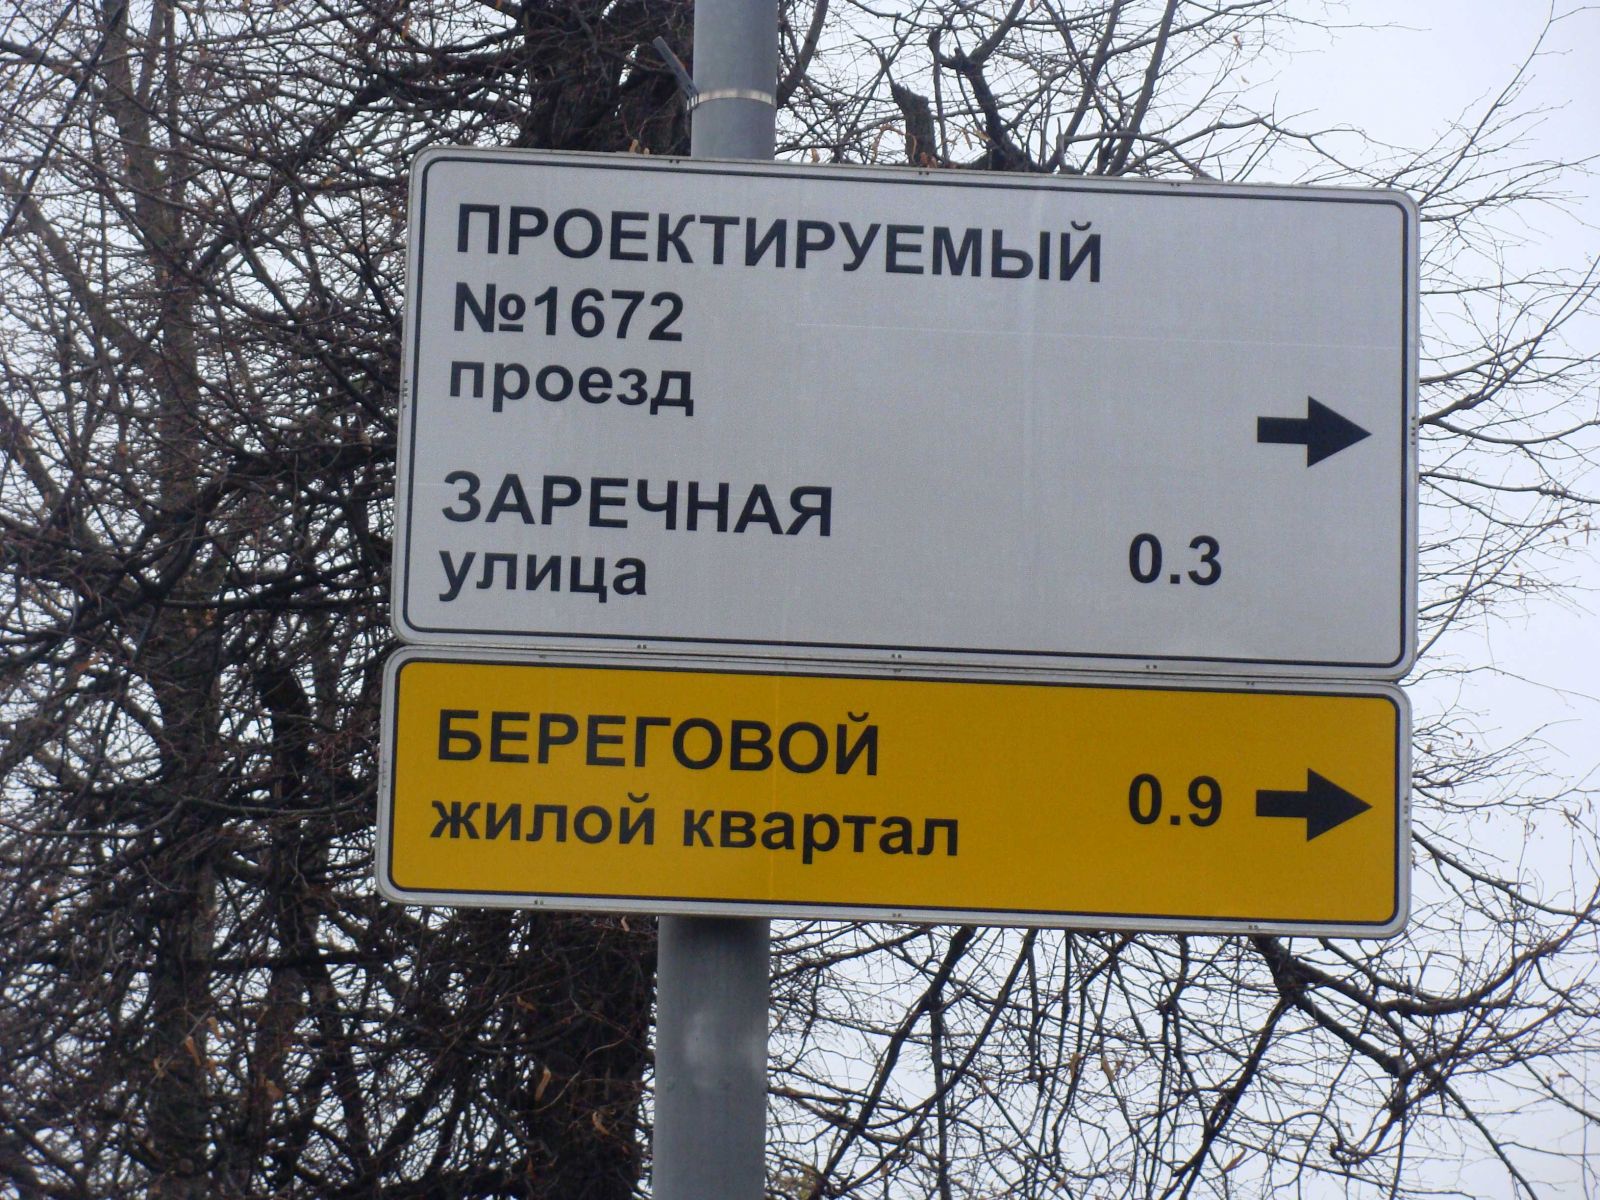 ПРОЕКТИРУЕМЫЙ
№1672
проезд
ЗАРЕЧНАЯ
улица 0.3
БЕРЕГОВОЙ
жилой квартал 0.9